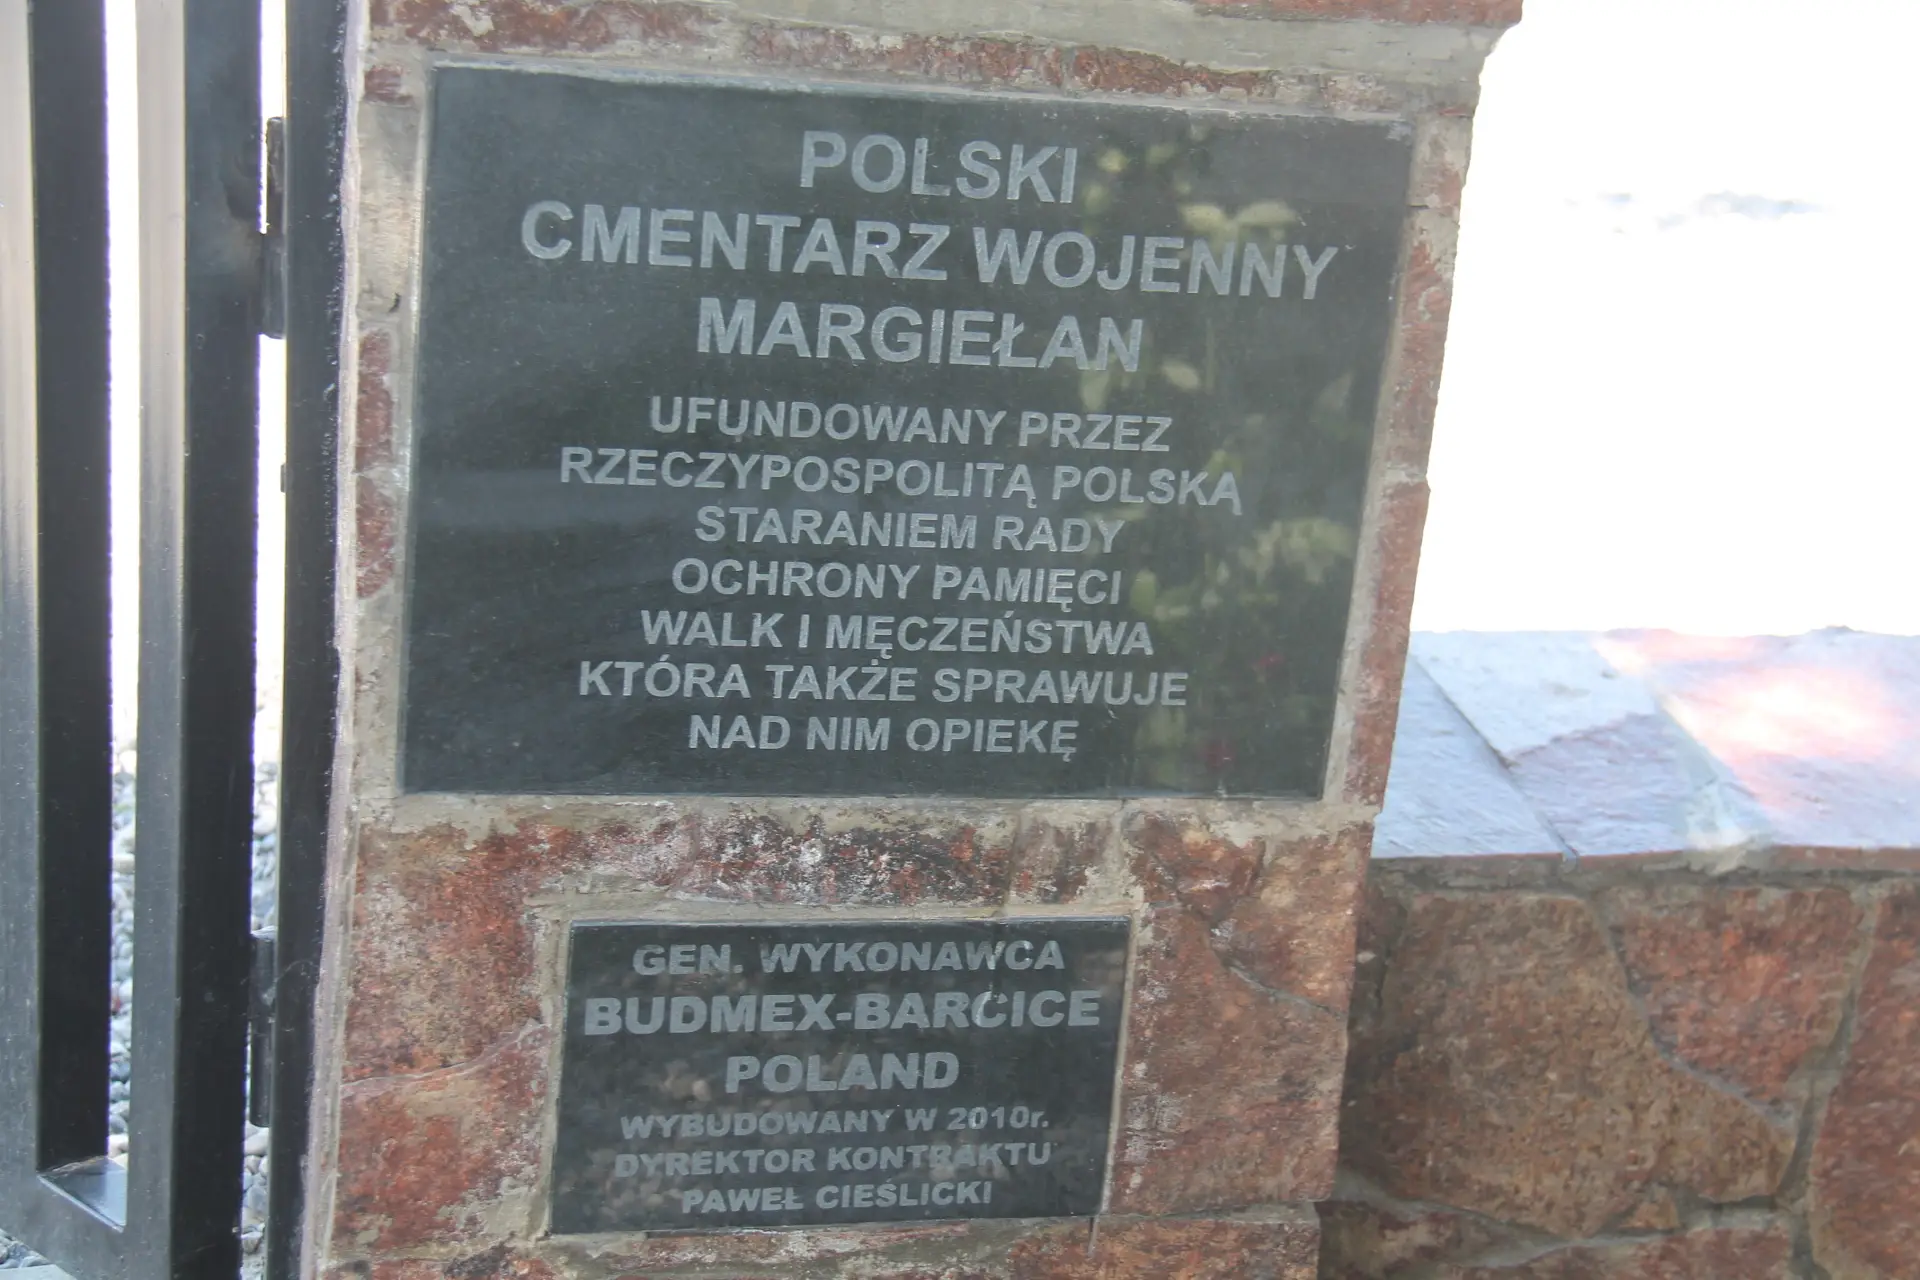 POLSKI
CMENTARZ WOJENNY
MARGIEŁAN
UFUNDOWANY PRZEZ
RZECZYPOSPOLITĄ POLSKĄ
STARANIEM RADY
OCHRONY PAMIĘCI
WALK I MĘCZEŃSTWA
KTÓRA TAKŻE SPRAWUJE
NAD NIM OPIEKĘ
GEN. WYKONAWCA
BUDMEX-BARCICE
POLAND
WYBUDOWANY W 2010r.
DYREKTOR KONTRAKTU
PAWEŁ CIEŚLICKI